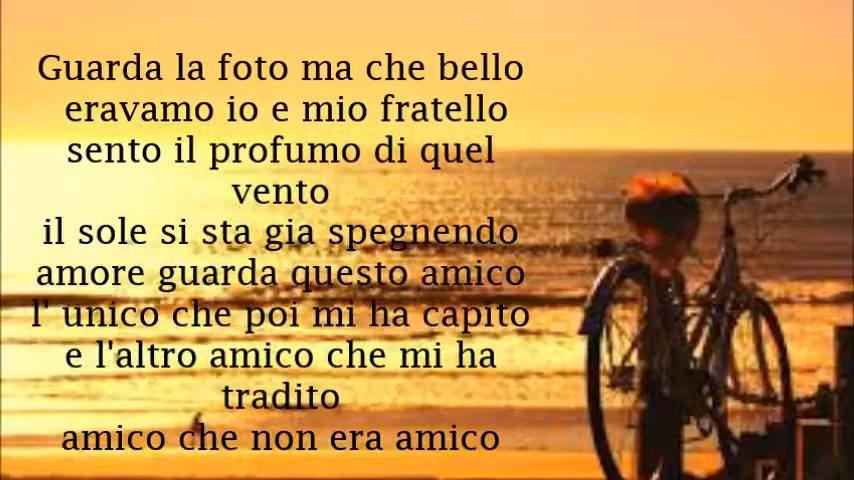 Guarda la foto ma che bello
eravamo io e mio fratello
sento il profumo di quel
vento
il sole si sta gia spegnendo
amore guarda questo amico
l' unico che poi mi ha capito
e l'altro amico che mi ha
tradito
amico che non era amico